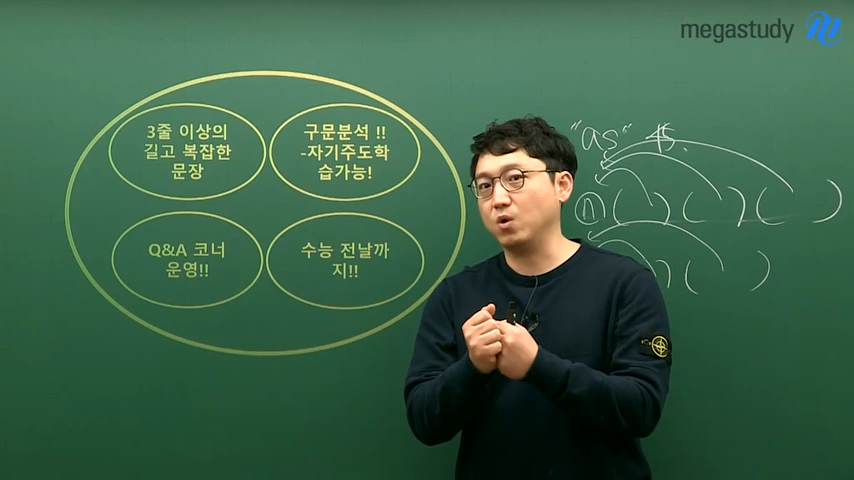 megastudy
3줄 이상의
길고 복잡한
문장
구문분석 !!
-자기주도학
습가능!
Q&A 코너
운영!!
수능 전날까
지!!
"as"
n ( ) ( ) ( )
( ) ( )